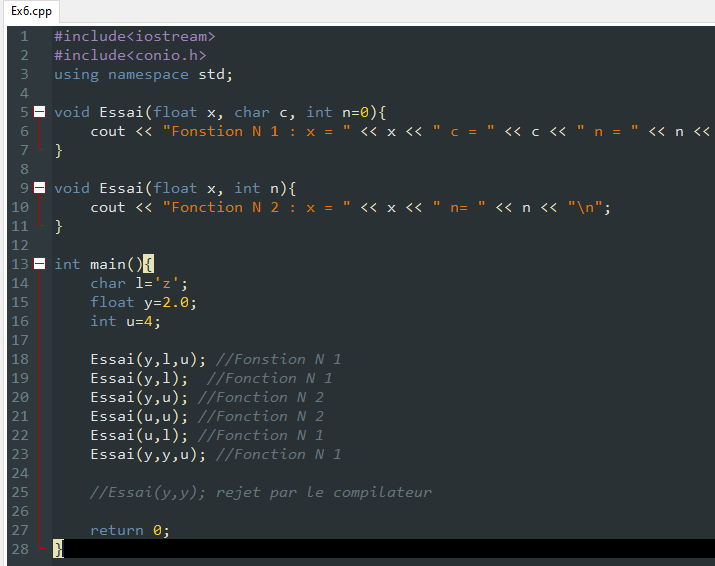 Ex6.cpp
1 #include<iostream>
2 #include<conio.h>
3 using namespace std;
4
5 void Essai(float x, char c, int n=0){
6 cout << "Fonstion N 1 : x = " << x << " c = " << c << " n = " << n <<
7 }
8
9 void Essai(float x, int n){
10 cout << "Fonction N 2 : x = " << x << " n= " << n << "\n";
11 }
12
13 int main(){
14 char l='z';
15 float y=2.0;
16 int u=4;
17
18 Essai(y,l,u); //Fonstion N 1
19 Essai(y,l); //Fonction N 1
20 Essai(y,u); //Fonction N 2
21 Essai(u,u); //Fonction N 2
22 Essai(u,l); //Fonction N 1
23 Essai(y,y,u); //Fonction N 1
24
25 //Essai(y,y); rejet par le compilateur
26
27 return 0;
28 }